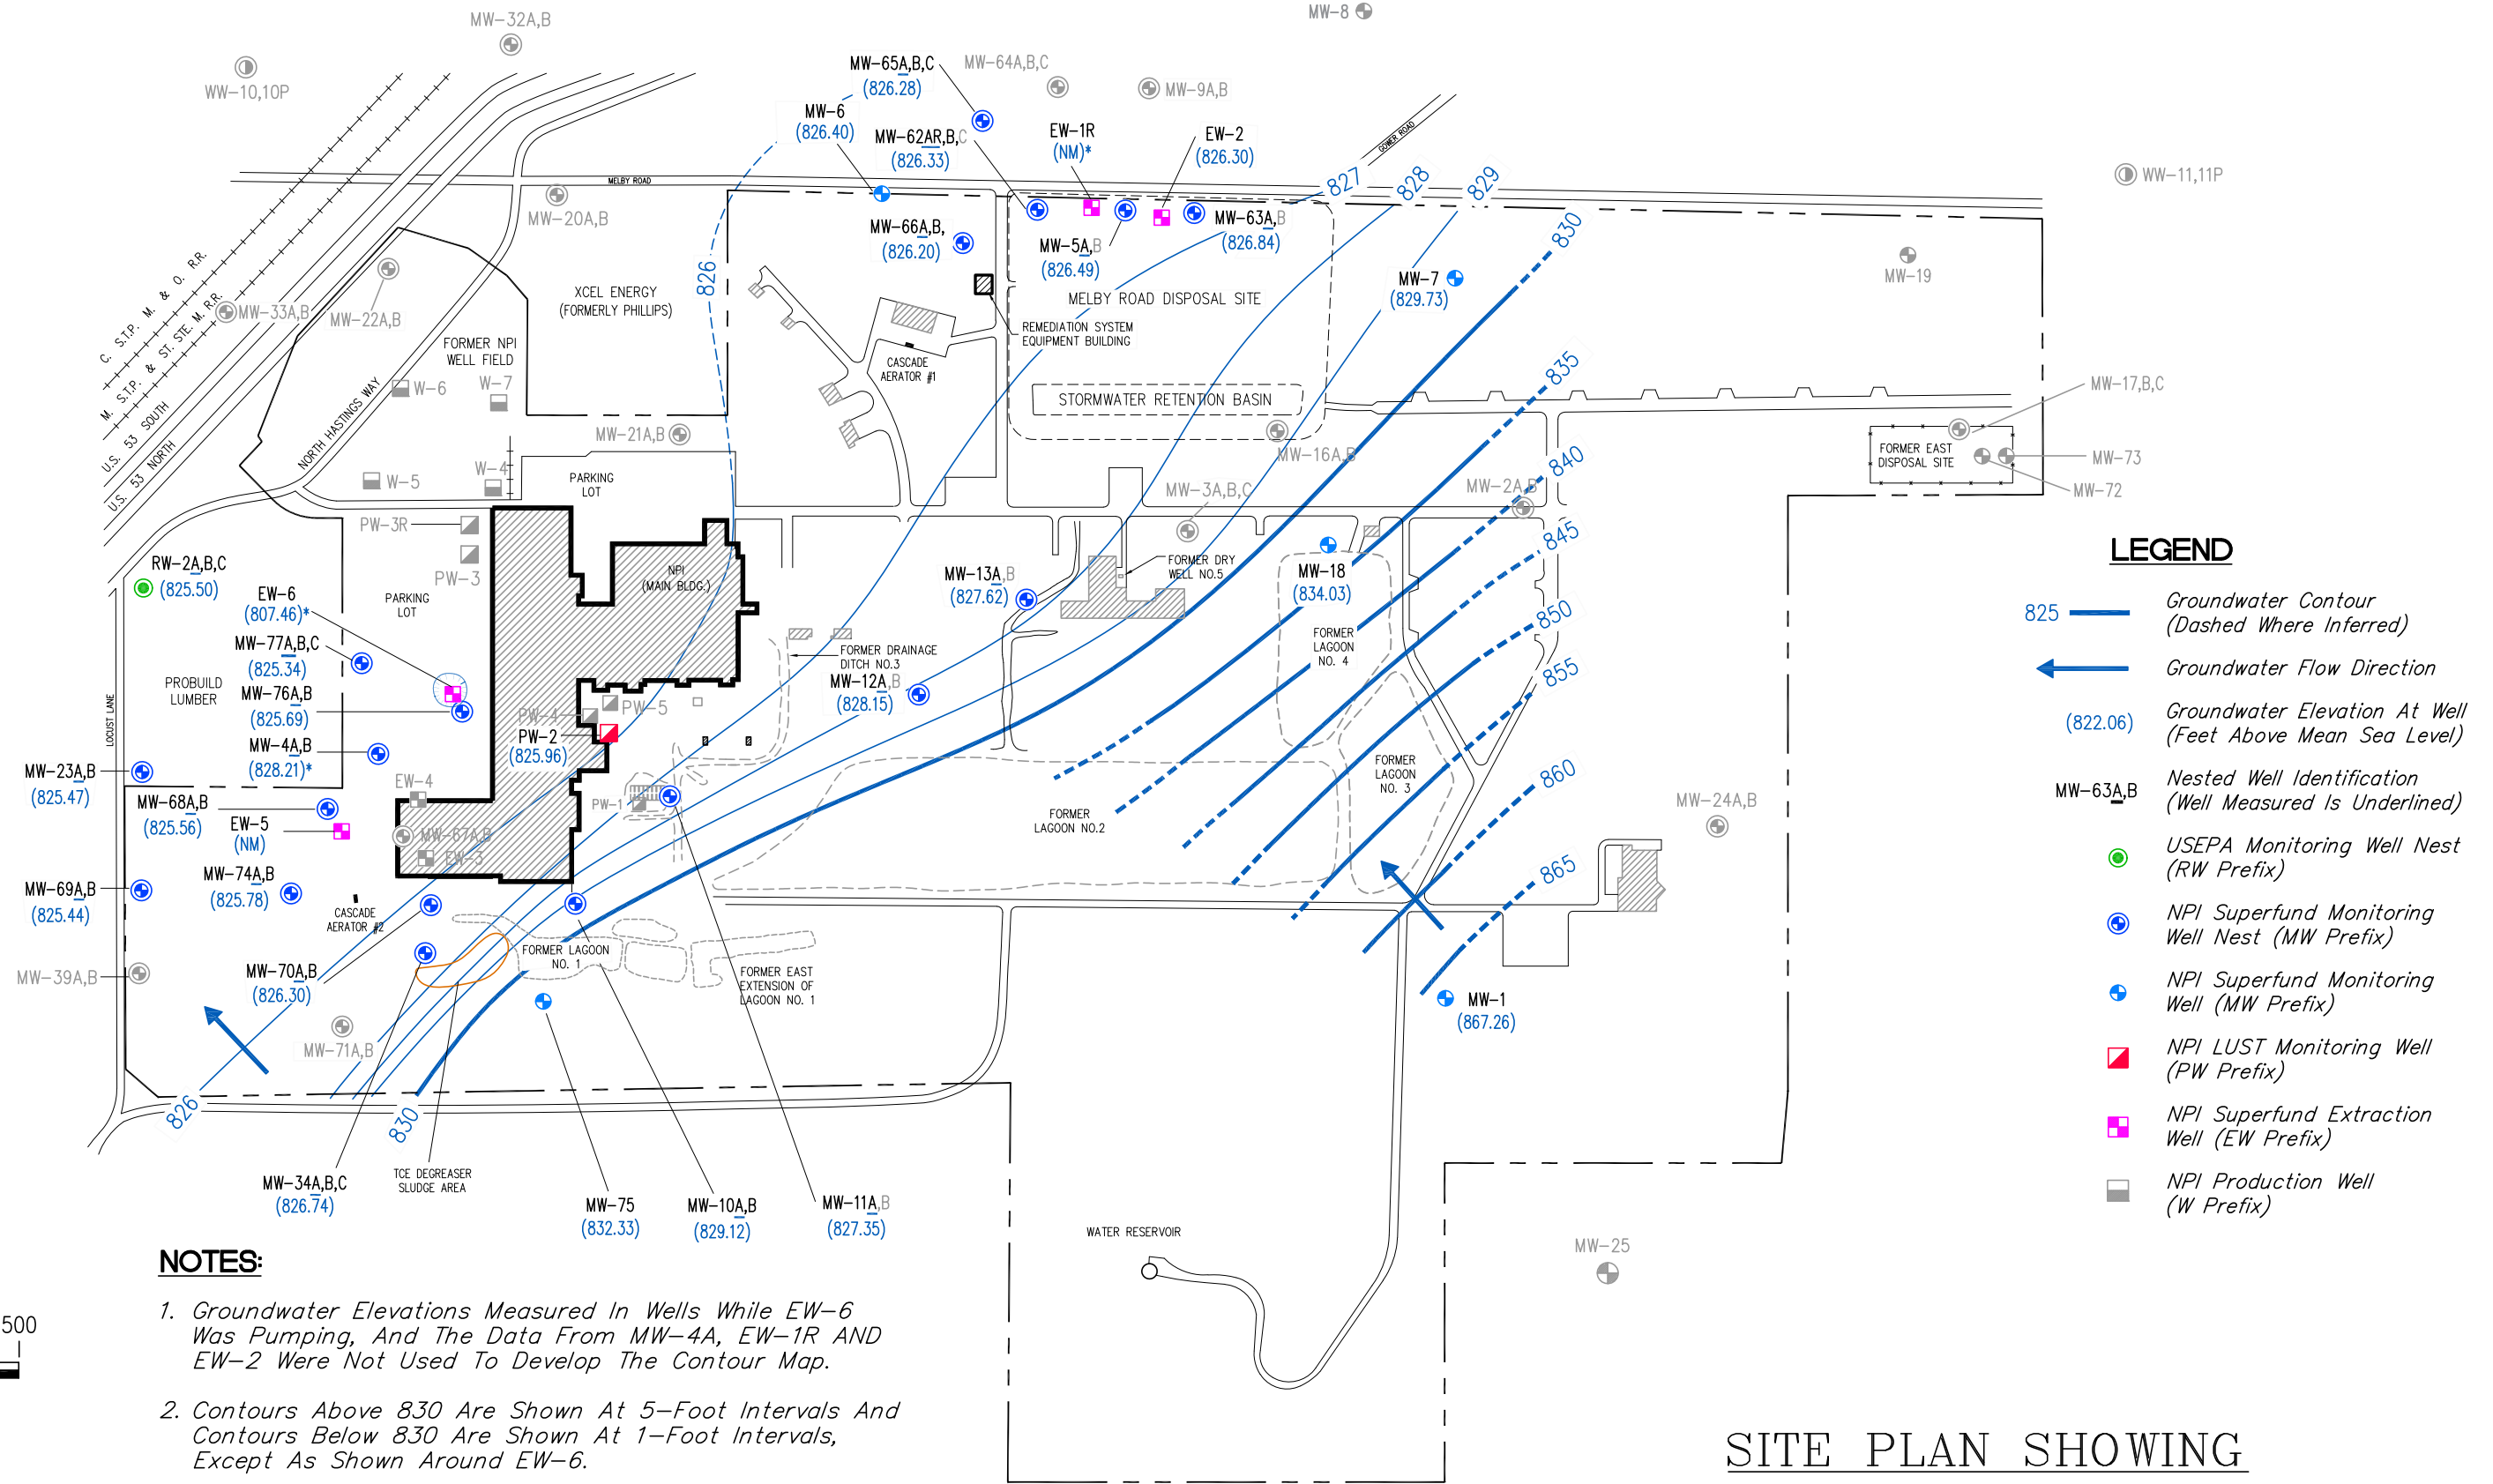 MW-32A,B
MW-8
WW-10,10P
MW-65A,B,C
(826.28)
MW-64A,B,C
MW-9A,B
MW-6
(826.40)
MW-62AR,B,C
(826.33)
EW-1R
(NM)*
EW-2
(826.30)
GOWER ROAD
MELBY ROAD
827
828
829
WW-11,11P
MW-20A,B
MW-66A,B,
(826.20)
MW-5A,B
(826.49)
MW-63A,B
(826.84)
830
MW-19
C. S.T.P. M. & O. R.R.
M. S.T.P. & ST. STE. M. R.R.
U.S. 53 SOUTH
U.S. 53 NORTH
NORTH HASTINGS WAY
MW-33A,B
MW-22A,B
XCEL ENERGY
(FORMERLY PHILLIPS)
826
MW-7
(829.73)
MELBY ROAD DISPOSAL SITE
REMEDIATION SYSTEM
EQUIPMENT BUILDING
FORMER NPI
WELL FIELD
CASCADE
AERATOR #1
W-6
W-7
835
STORMWATER RETENTION BASIN
MW-17,B,C
MW-21A,B
MW-16A,B
FORMER EAST
DISPOSAL SITE
MW-73
MW-72
840
W-5
W-4
PARKING
LOT
MW-3A,B,C
MW-2A,B
PW-3R
845
LEGEND
RW-2A,B,C
(825.50)
PW-3
NPI
(MAIN BLDG.)
MW-13A,B
(827.62)
FORMER DRY
WELL NO.5
MW-18
(834.03)
EW-6
(807.46)*
PARKING
LOT
850
825
Groundwater Contour
(Dashed Where Inferred)
MW-77A,B,C
(825.34)
FORMER DRAINAGE
DITCH NO.3
FORMER
LAGOON
NO. 4
855
Groundwater Flow Direction
PROBUILD
LUMBER
LOCUST LANE
MW-76A,B
(825.69)
MW-12A,B
(828.15)
PW-4
PW-5
PW-2
(825.96)
(822.06)
Groundwater Elevation At Well
(Feet Above Mean Sea Level)
MW-4A,B
(828.21)*
MW-23A,B
(825.47)
EW-4
PW-1
FORMER
LAGOON
NO. 3
860
MW-63A,B
Nested Well Identification
(Well Measured Is Underlined)
MW-68A,B
(825.56)
EW-5
(NM)
MW-67A,B
EW-3
FORMER
LAGOON NO.2
MW-24A,B
USEPA Monitoring Well Nest
(RW Prefix)
MW-69A,B
(825.44)
MW-74A,B
(825.78)
865
CASCADE
AERATOR #2
NPI Superfund Monitoring
Well Nest (MW Prefix)
MW-39A,B
MW-70A,B
(826.30)
FORMER LAGOON
NO. 1
FORMER EAST
EXTENSION OF
LAGOON NO. 1
MW-1
(867.26)
NPI Superfund Monitoring
Well (MW Prefix)
MW-71A,B
826
830
NPI LUST Monitoring Well
(PW Prefix)
NPI Superfund Extraction
Well (EW Prefix)
MW-34A,B,C
(826.74)
TCE DEGREASER
SLUDGE AREA
MW-75
(832.33)
MW-10A,B
(829.12)
MW-11A,B
(827.35)
NPI Production Well
(W Prefix)
WATER RESERVOIR
MW-25
NOTES:
1. Groundwater Elevations Measured In Wells While EW-6
Was Pumping, And The Data From MW-4A, EW-1R AND
EW-2 Were Not Used To Develop The Contour Map.
500
2. Contours Above 830 Are Shown At 5-Foot Intervals And
Contours Below 830 Are Shown At 1-Foot Intervals,
Except As Shown Around EW-6.
SITE PLAN SHOWING